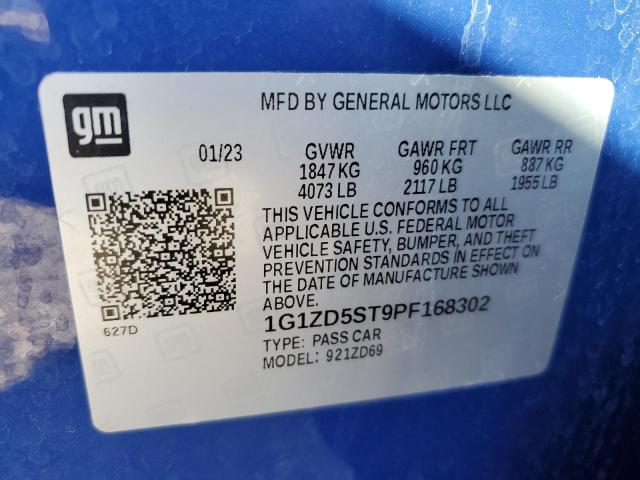 gm
MFD BY GENERAL MOTORS LLC
01/23 GVWR GAWR FRT GAWR RR
1847 KG 960 KG 887 KG
4073 LB 2117 LB 1955 LB
THIS VEHICLE CONFORMS TO ALL
APPLICABLE U.S. FEDERAL MOTOR
VEHICLE SAFETY, BUMPER, AND THEFT
PREVENTION STANDARDS IN EFFECT ON
THE DATE OF MANUFACTURE SHOWN
ABOVE.
627D
1G1ZD5ST9PF168302
TYPE: PASS CAR
MODEL: 921ZD69